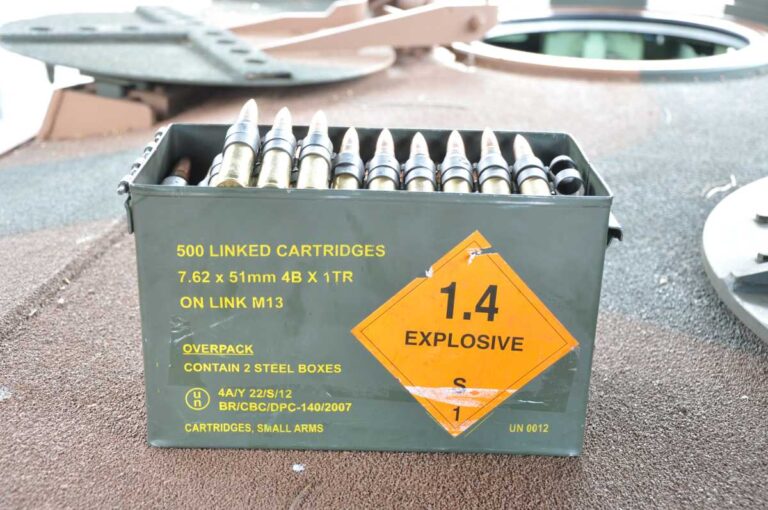 500 LINKED CARTRIDGES
7.62 x 51mm 4B X 1TR
ON LINK M13
OVERPACK
CONTAIN 2 STEEL BOXES
un
4A/Y 22/S/12
BR/CBC/DPC-140/2007
CARTRIDGES, SMALL ARMS
1.4
EXPLOSIVE
S
1
UN 0012